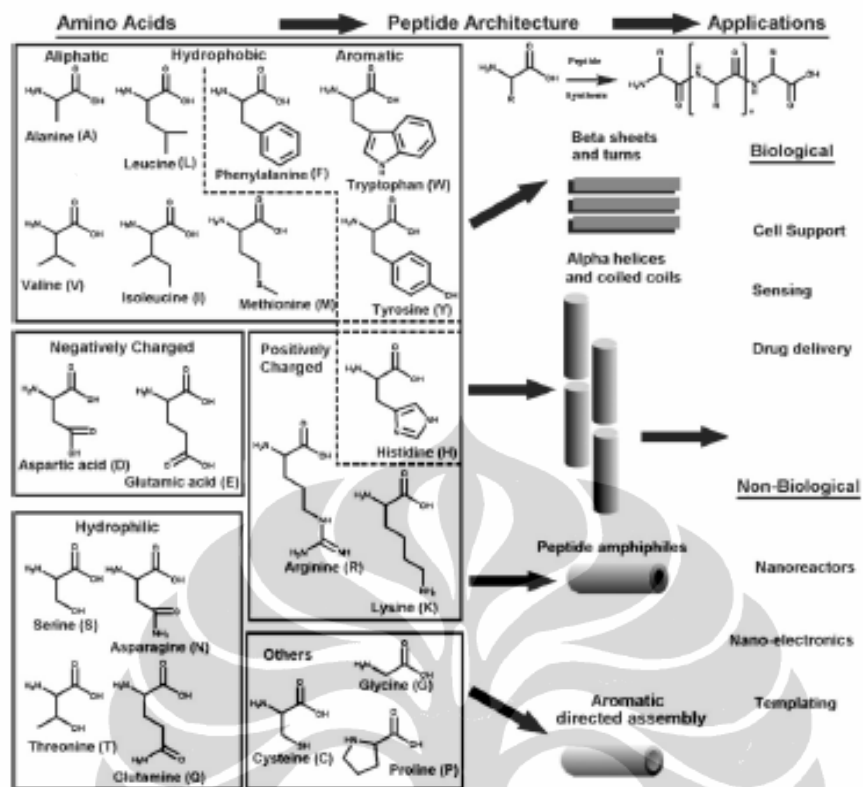 Amino Acids
Peptide Architecture
Applications
Aliphatic
Hydrophobic
Aromatic
Alanine (A)
Leucine (L)
Phenylalanine (F)
Tryptophan (W)
Valine (V)
Isoleucine (I)
Methionine (M)
Tyrosine (Y)
Negatively Charged
Aspartic acid (D)
Glutamic acid (E)
Positively
Charged
Histidine (H)
Arginine (R)
Lysine (K)
Hydrophilic
Serine (S)
Asparagine (N)
Threonine (T)
Glutamine (Q)
Others
Glycine (G)
Cysteine (C)
Proline (P)
Peptide
Synthesis
Beta sheets
and turns
Alpha helices
and coiled coils
Peptide amphiphiles
Aromatic
directed assembly
Biological
Cell Support
Sensing
Drug delivery
Non-Biological
Nanoreactors
Nano-electronics
Templating